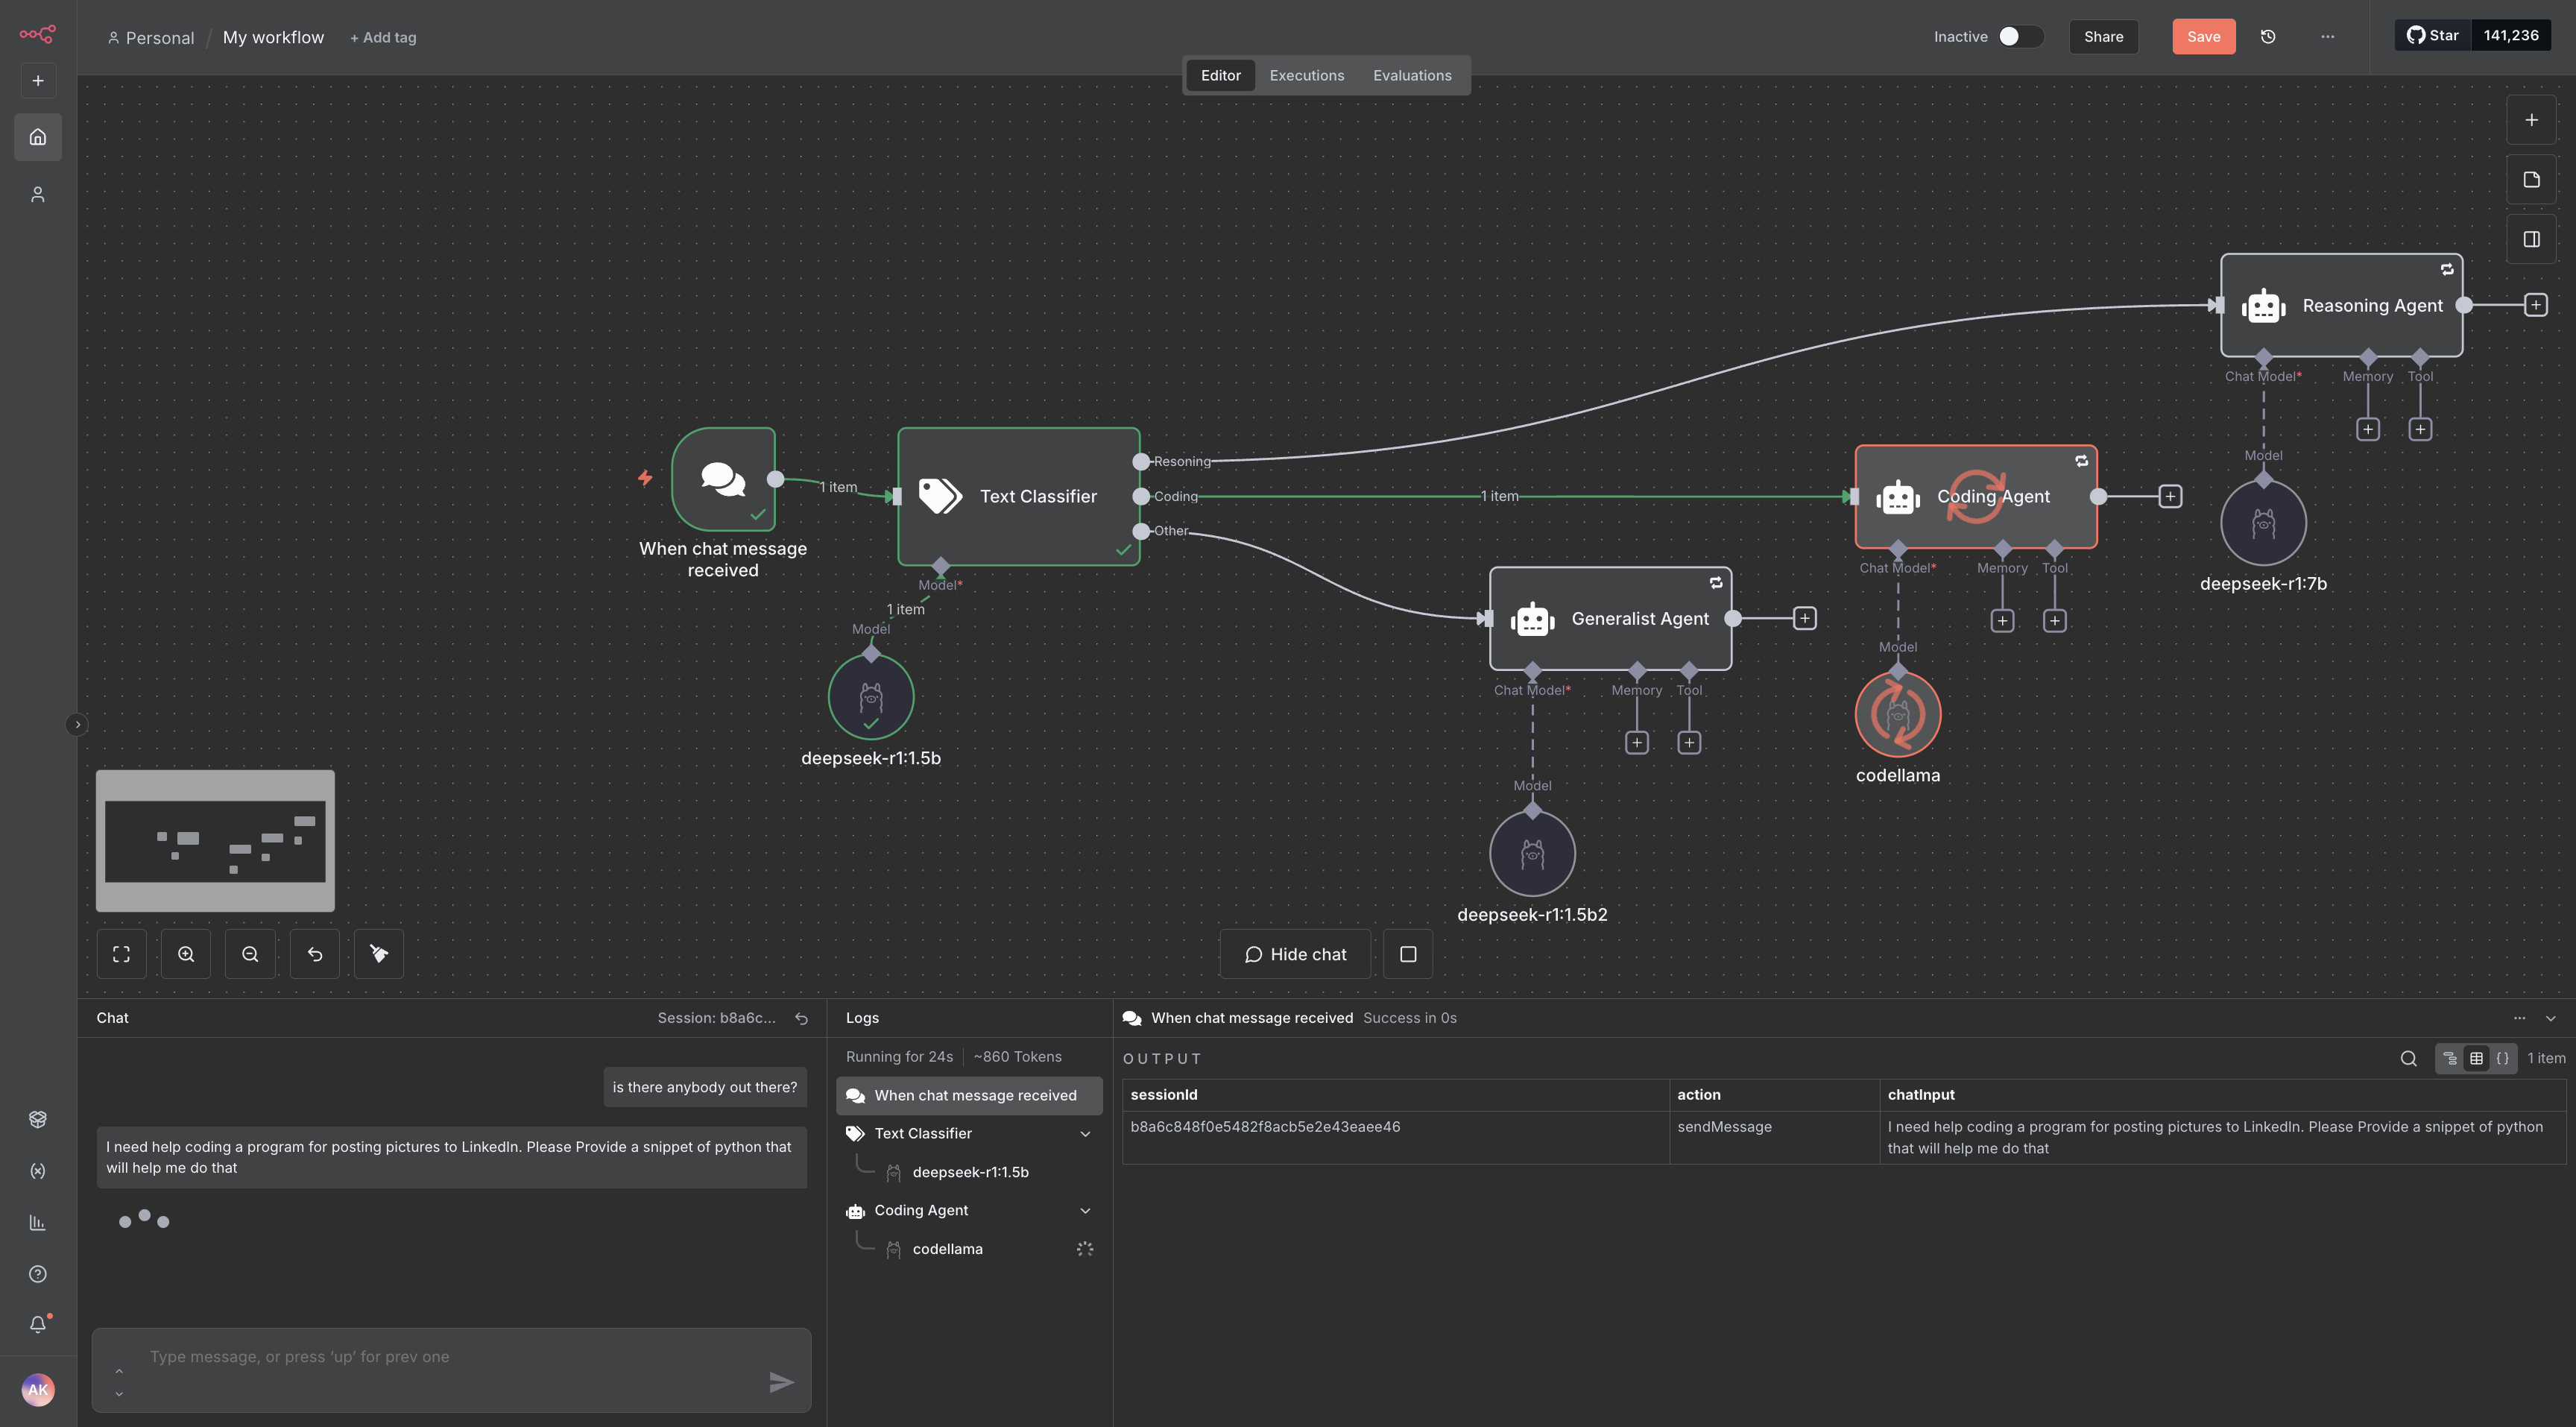 Personal / My workflow + Add tag
Inactive
Share
Save
...
Star 141,236
Editor Executions Evaluations
Reasoning Agent
Chat Model* Memory Tool
Model
deepseek-r1:7b
When chat message
received
1 item
Text Classifier
Resoning
Coding
Other
Model*
1 item
Model
deepseek-r1:1.5b
1 item
Coding Agent
Chat Model* Memory Tool
Model
codellama
Generalist Agent
Chat Model* Memory Tool
Model
deepseek-r1:1.5b2
Hide chat
Chat
Session: b8a6c...
is there anybody out there?
I need help coding a program for posting pictures to LinkedIn. Please Provide a snippet of python that
will help me do that
Type message, or press ‘up’ for prev one
AK
Logs
Running for 24s ~860 Tokens
When chat message received
Text Classifier
deepseek-r1:1.5b
Coding Agent
codellama
When chat message received Success in 0s
OUTPUT
1 item
sessionId action chatInput
b8a6c848f0e5482f8acb5e2e43eaee46 sendMessage I need help coding a program for posting pictures to LinkedIn. Please Provide a snippet of python
that will help me do that